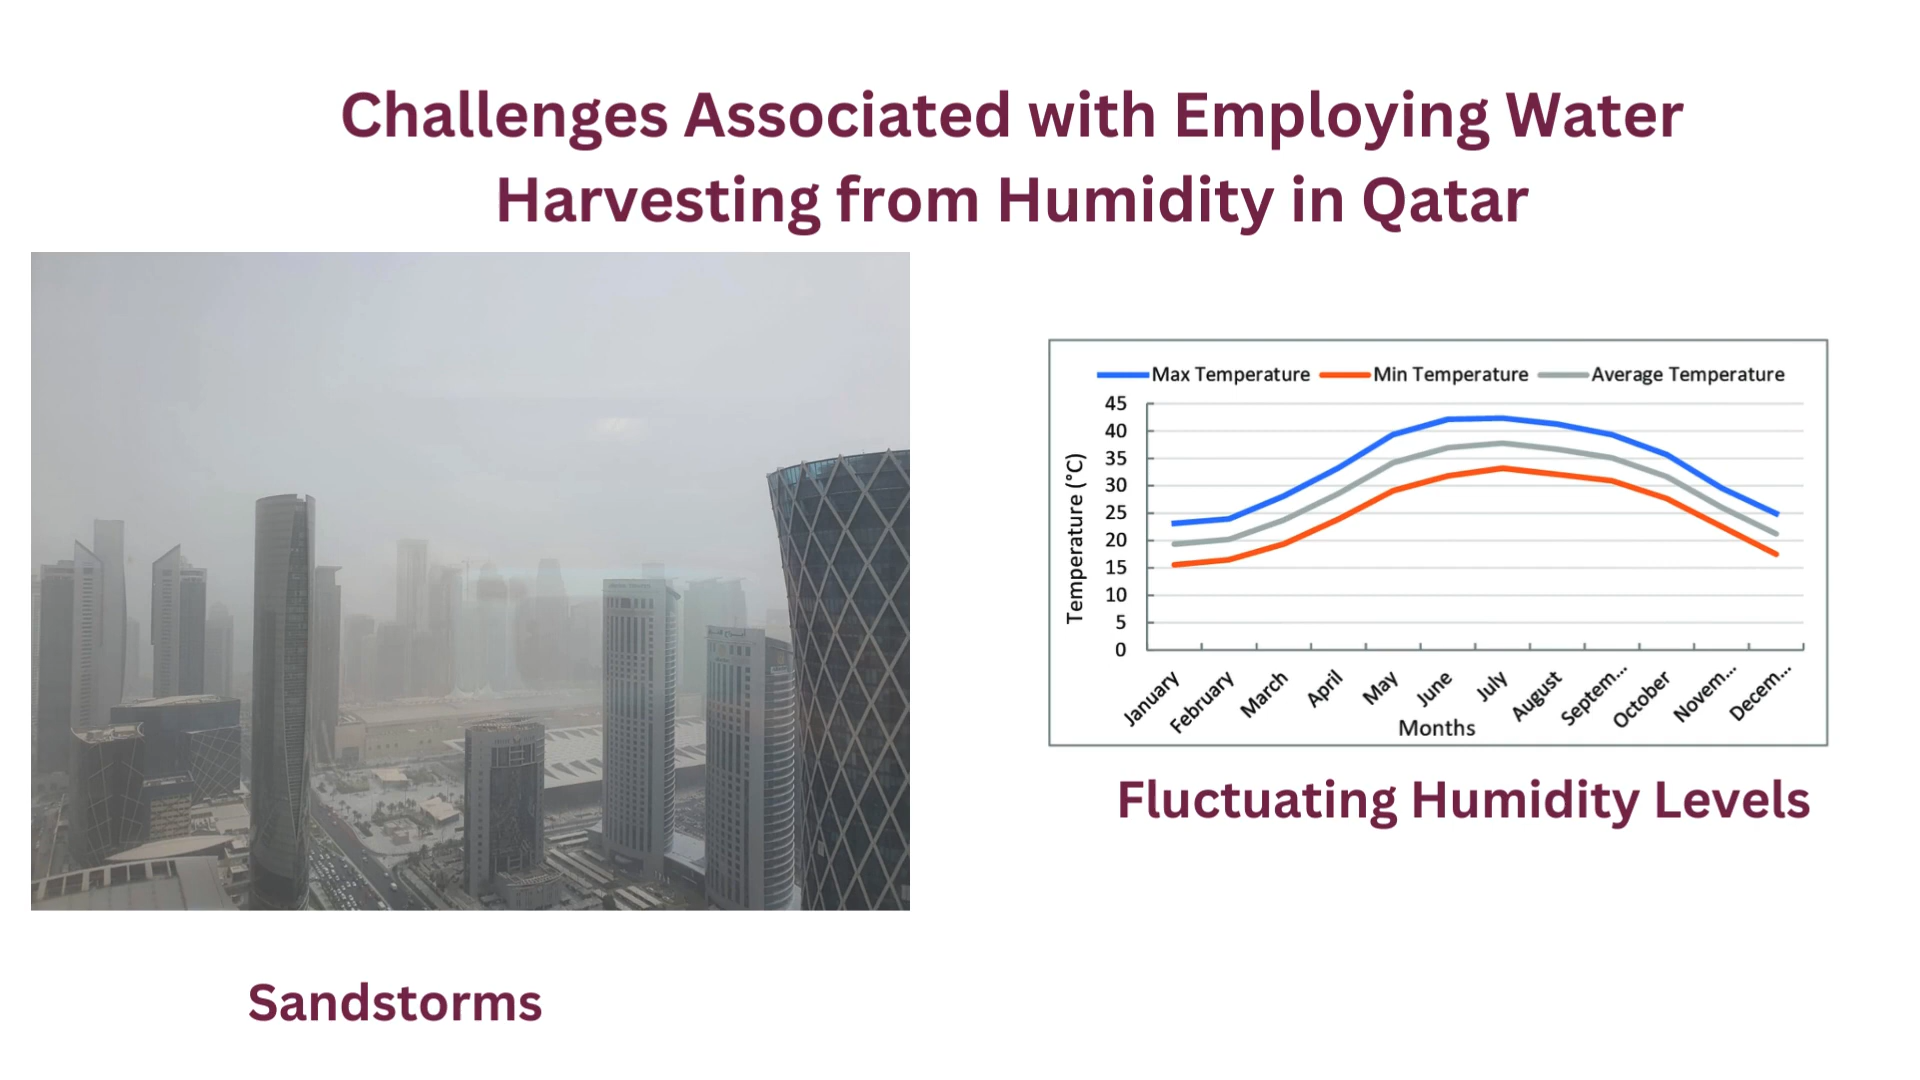 Challenges Associated with Employing Water
Harvesting from Humidity in Qatar
Max Temperature Min Temperature Average Temperature
45
40
35
30
25
20
15
10
5
0
Temperature (°C)
January February March April May June July August Septem... October Novem... Decem...
Months
Fluctuating Humidity Levels
Sandstorms